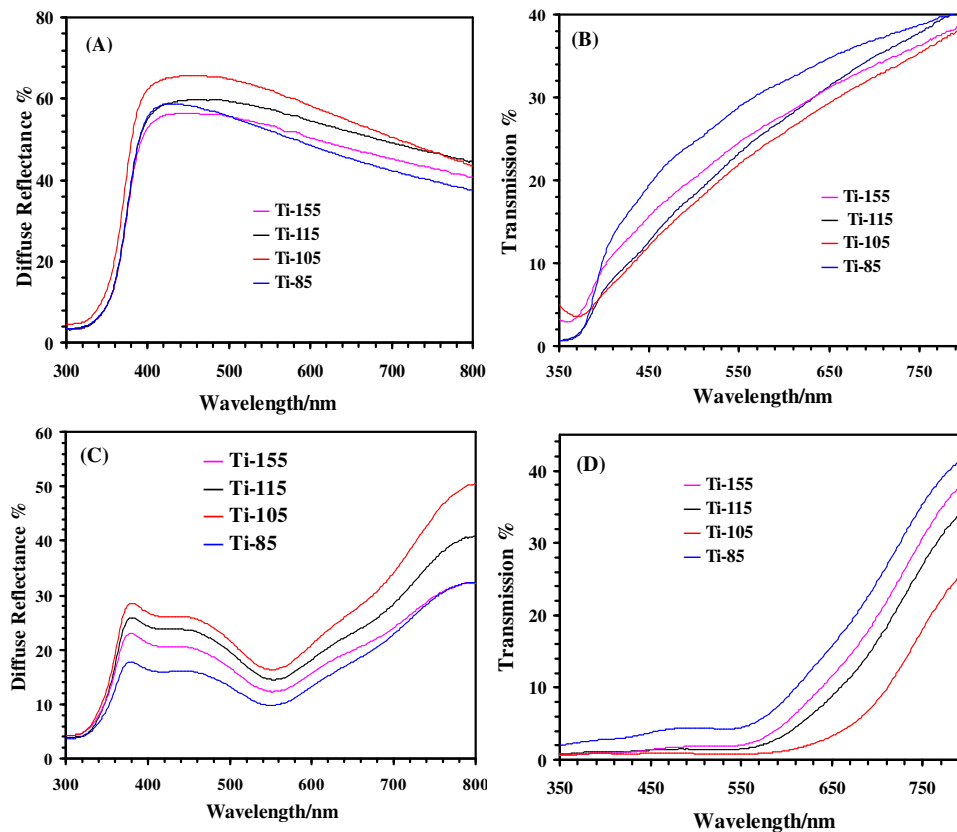 (A)
Diffuse Reflectance %
80
60
40
20
0
300 400 500 600 700 800
Wavelength/nm
Ti-155
Ti-115
Ti-105
Ti-85
(B)
Transmission %
40
30
20
10
0
350 450 550 650 750
Wavelength/nm
Ti-155
Ti-115
Ti-105
Ti-85
(C)
Diffuse Reflectance %
60
50
40
30
20
10
0
300 400 500 600 700 800
Wavelength/nm
Ti-155
Ti-115
Ti-105
Ti-85
(D)
Transmission %
40
30
20
10
0
350 450 550 650 750
Wavelength/nm
Ti-155
Ti-115
Ti-105
Ti-85